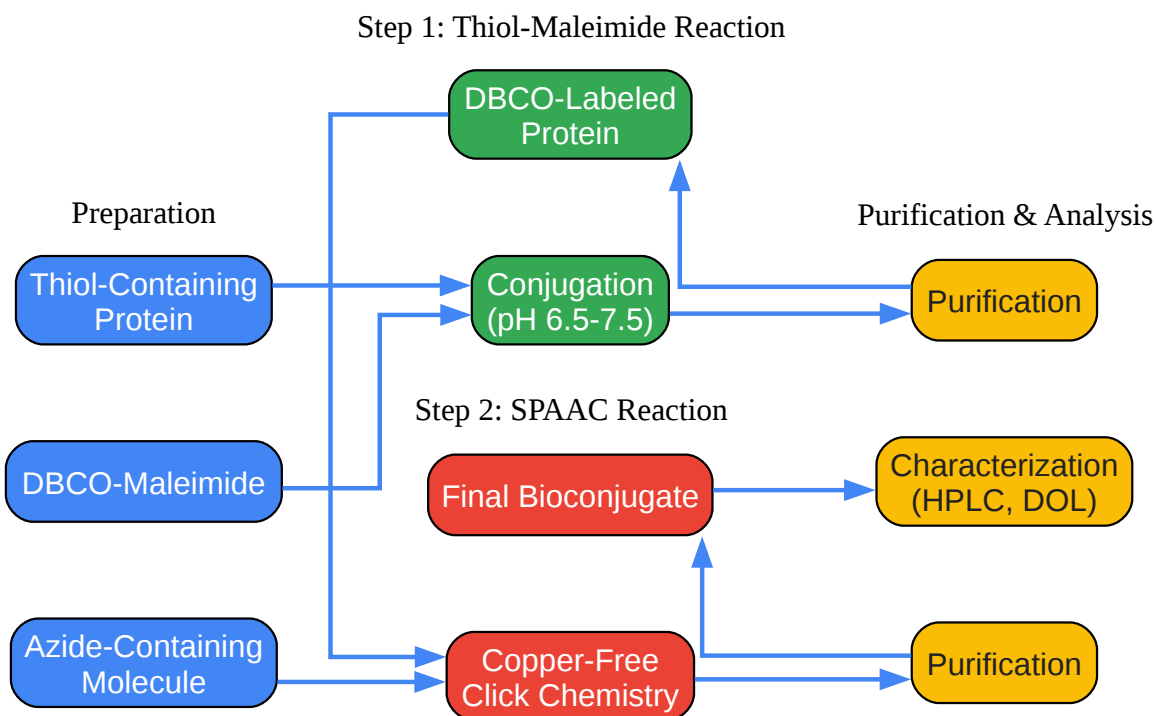 Step 1: Thiol-Maleimide Reaction
DBCO-Labeled
Protein
Preparation
Purification & Analysis
Thiol-Containing
Protein
Conjugation
(pH 6.5-7.5)
Purification
Step 2: SPAAC Reaction
DBCO-Maleimide
Final Bioconjugate
Characterization
(HPLC, DOL)
Azide-Containing
Molecule
Copper-Free
Click Chemistry
Purification